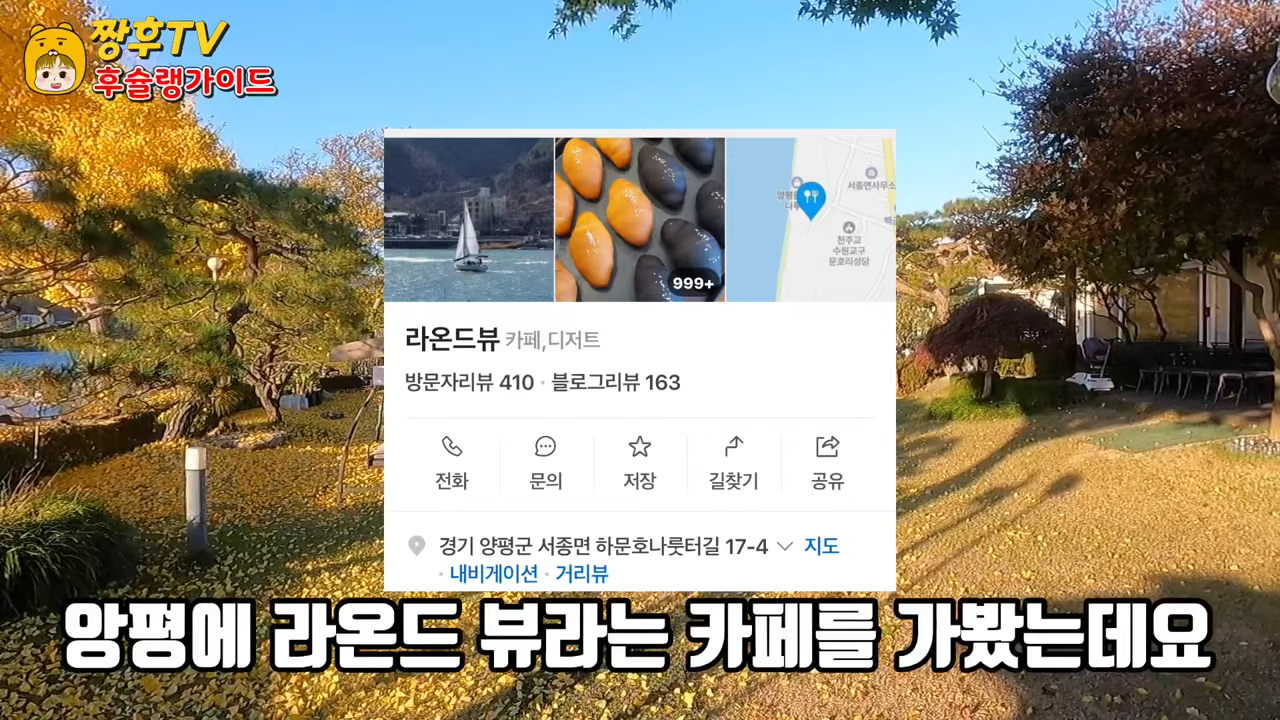 짱후TV
후슐랭가이드
999+
서종면사무소
천주교
수원교구
문호리성당
라온드뷰 카페,디저트
방문자리뷰 410 · 블로그리뷰 163
전화 문의 저장 길찾기 공유
경기 양평군 서종면 하문호나룻터길 17-4 지도
· 내비게이션 · 거리뷰
앙평에 라온드 뷰라는 카페를 가봤는데요